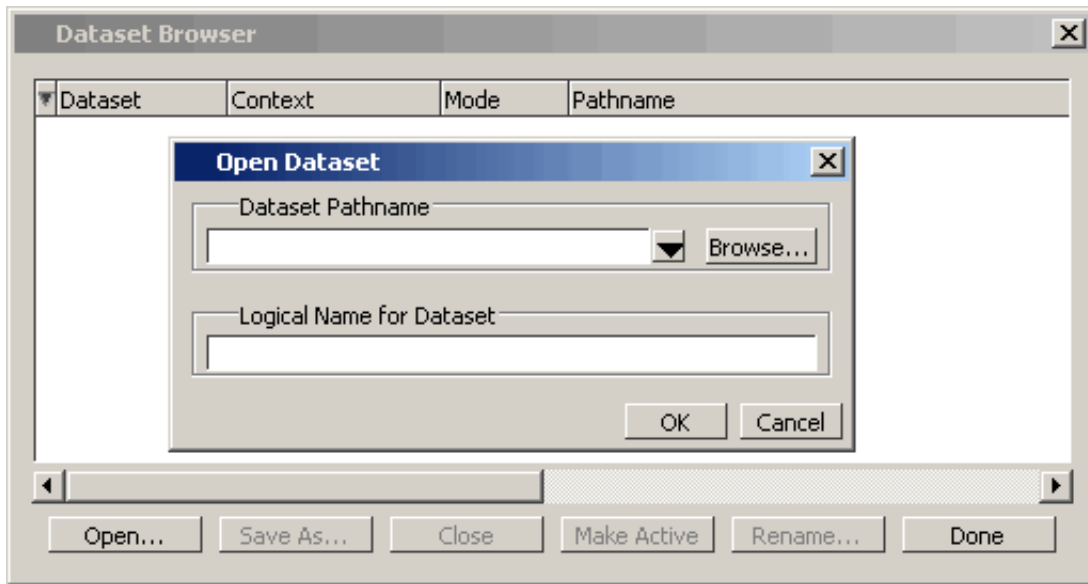 Dataset Browser
Dataset Context Mode Pathname
Open Dataset
Dataset Pathname
Browse...
Logical Name for Dataset
OK Cancel
Open... Save As... Close Make Active Rename... Done